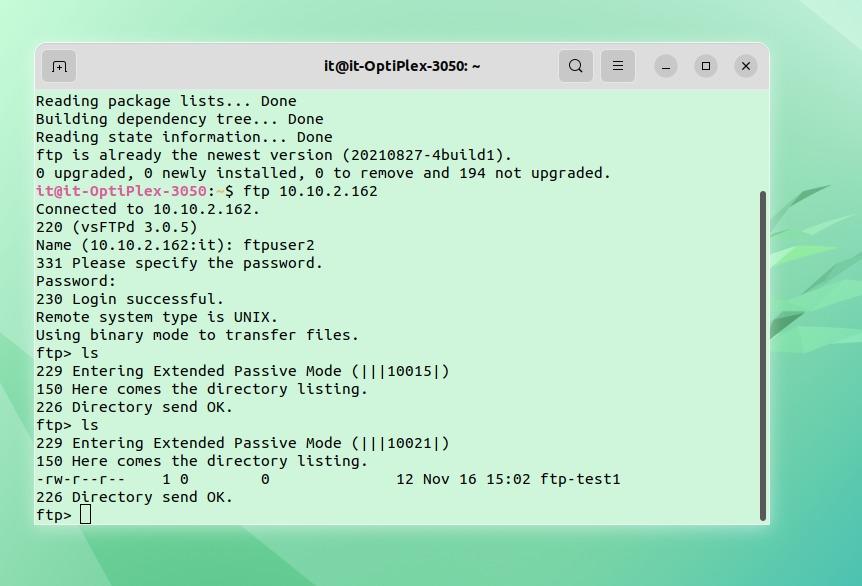 it@it-OptiPlex-3050: ~
Reading package lists... Done
Building dependency tree... Done
Reading state information... Done
ftp is already the newest version (20210827-4build1).
0 upgraded, 0 newly installed, 0 to remove and 194 not upgraded.
it@it-OptiPlex-3050:~$ ftp 10.10.2.162
Connected to 10.10.2.162.
220 (vsFTPd 3.0.5)
Name (10.10.2.162:it): ftpuser2
331 Please specify the password.
Password:
230 Login successful.
Remote system type is UNIX.
Using binary mode to transfer files.
ftp> ls
229 Entering Extended Passive Mode (|||10015|)
150 Here comes the directory listing.
226 Directory send OK.
ftp> ls
229 Entering Extended Passive Mode (|||10021|)
150 Here comes the directory listing.
-rw-r--r--    1 0        0              12 Nov 16 15:02 ftp-test1
226 Directory send OK.
ftp>